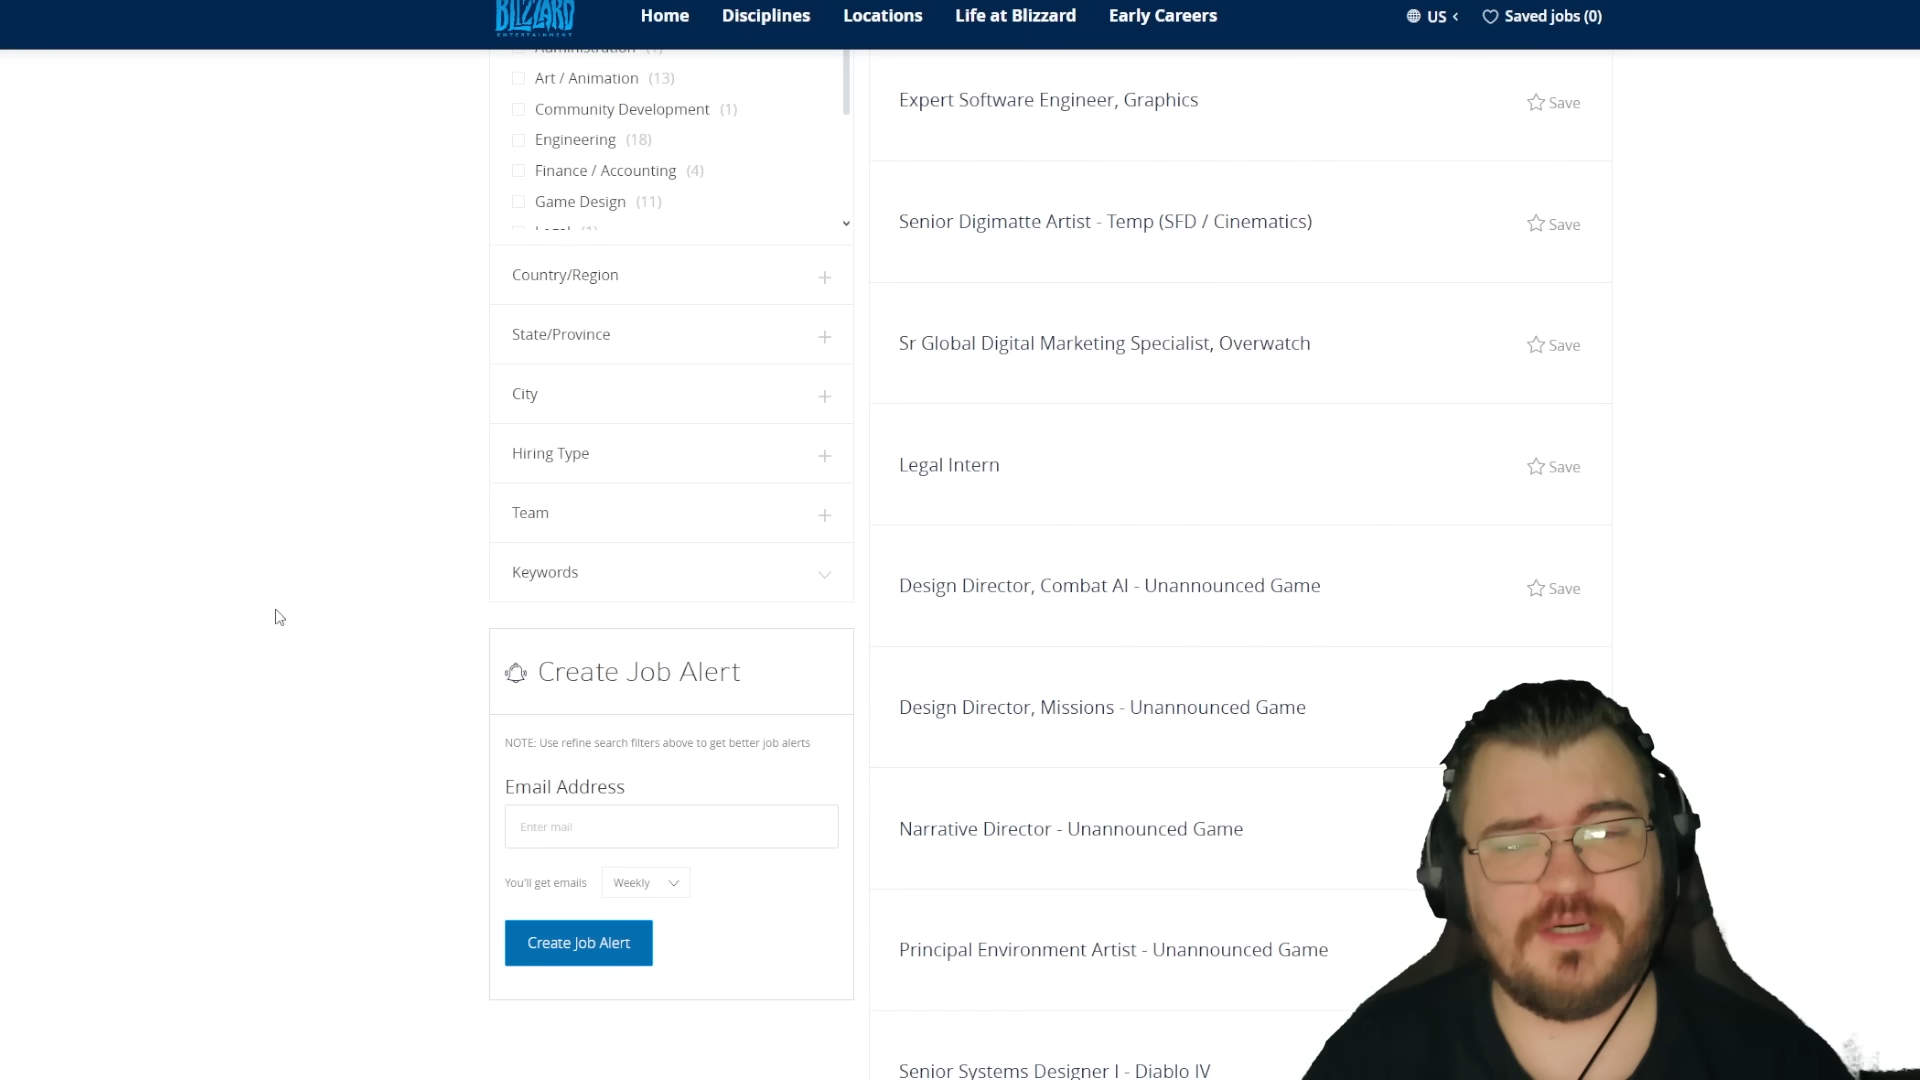 BLIZZARD
ENTERTAINMENT
Home
Disciplines
Locations
Life at Blizzard
Early Careers
US
Saved jobs (0)
Art / Animation (13)
Community Development (1)
Engineering (18)
Finance / Accounting (4)
Game Design (11)
Country/Region
State/Province
City
Hiring Type
Team
Keywords
Create Job Alert
NOTE: Use refine search filters above to get better job alerts
Email Address
Enter mail
You'll get emails
Weekly
Create Job Alert
Expert Software Engineer, Graphics
Save
Senior Digimatte Artist - Temp (SFD / Cinematics)
Save
Sr Global Digital Marketing Specialist, Overwatch
Save
Legal Intern
Save
Design Director, Combat AI - Unannounced Game
Save
Design Director, Missions - Unannounced Game
Narrative Director - Unannounced Game
Principal Environment Artist - Unannounced Game
Senior Systems Designer I - Diablo IV